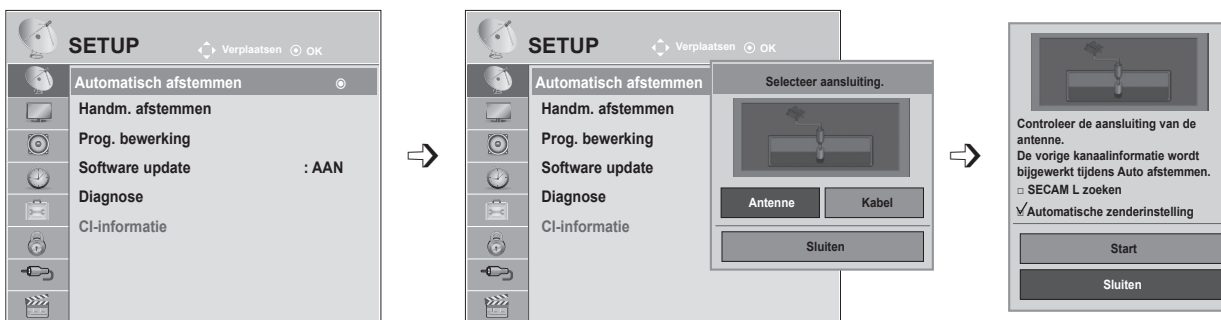 SETUP
Verplaatsen OK
Automatisch afstemmen
Handm. afstemmen
Prog. bewerking
Software update : AAN
Diagnose
CI-informatie
SETUP
Verplaatsen OK
Automatisch afstemmen
Handm. afstemmen
Prog. bewerking
Software update
Diagnose
CI-informatie
Selecteer aansluiting.
Antenne
Kabel
Sluiten
Controleer de aansluiting van de
antenne.
De vorige kanaalinformatie wordt
bijgewerkt tijdens Auto afstemmen.
SECAM L zoeken
Automatische zenderinstelling
Start
Sluiten